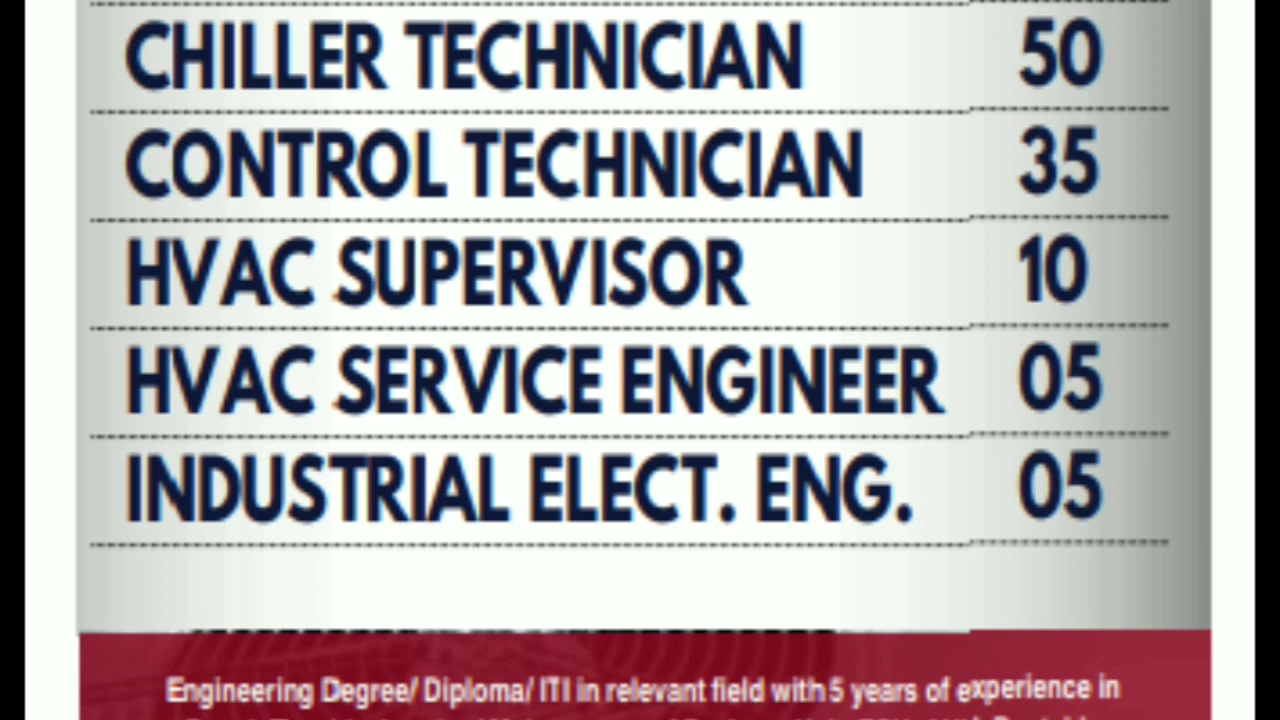 CHILLER TECHNICIAN 50
CONTROL TECHNICIAN 35
HVAC SUPERVISOR 10
HVAC SERVICE ENGINEER 05
INDUSTRIAL ELECT. ENG. 05
Engineering Degree/ Diploma/ ITI in relevant field with 5 years of experience in